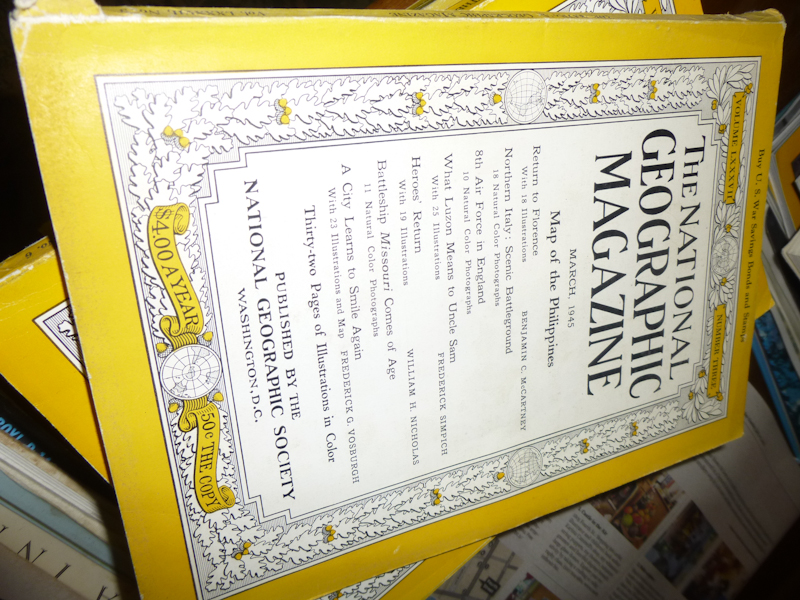 Buy U. S. War Savings Bonds and Stamps
VOLUME LXXXVII
NUMBER THREE
THE NATIONAL
GEOGRAPHIC
MAGAZINE
MARCH, 1945
Map of the Philippines
Return to Florence
With 18 Illustrations BENJAMIN C. McCARTNEY
Northern Italy: Scenic Battleground
18 Natural Color Photographs
8th Air Force in England
10 Natural Color Photographs
What Luzon Means to Uncle Sam
With 25 Illustrations FREDERICK SIMPICH
Heroes' Return
With 19 Illustrations WILLIAM H. NICHOLAS
Battleship Missouri Comes of Age
11 Natural Color Photographs
A City Learns to Smile Again
With 23 Illustrations and Map FREDERICK G. VOSBURGH
Thirty-two Pages of Illustrations in Color
PUBLISHED BY THE
NATIONAL GEOGRAPHIC SOCIETY
WASHINGTON, D.C.
$4.00 A YEAR
50c THE COPY